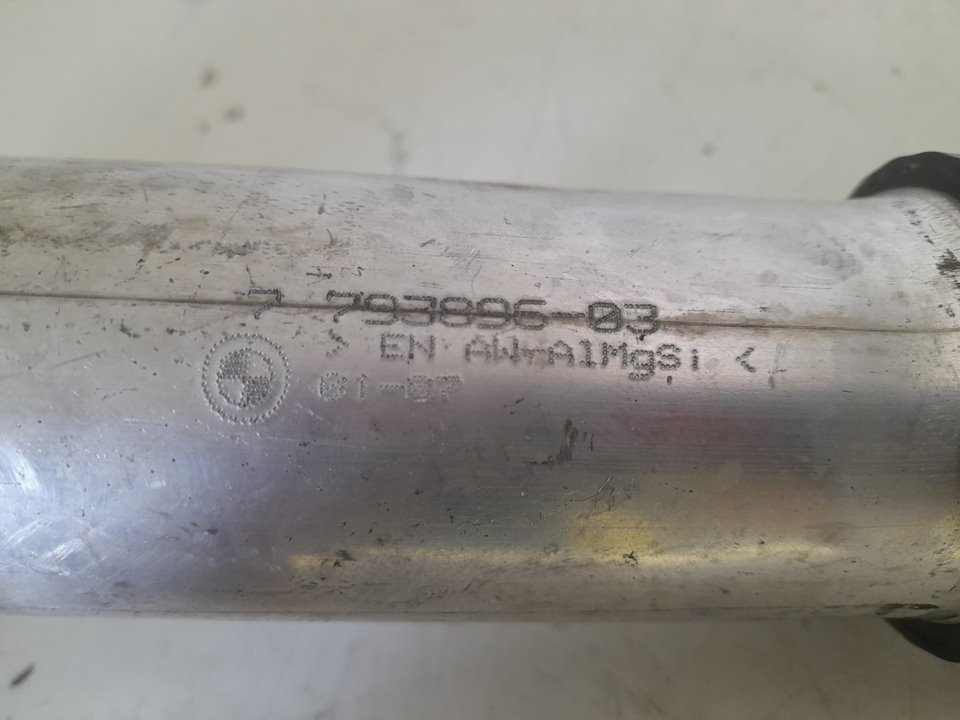 7 793896-03
> EN AW-AlMgSi <
01-07